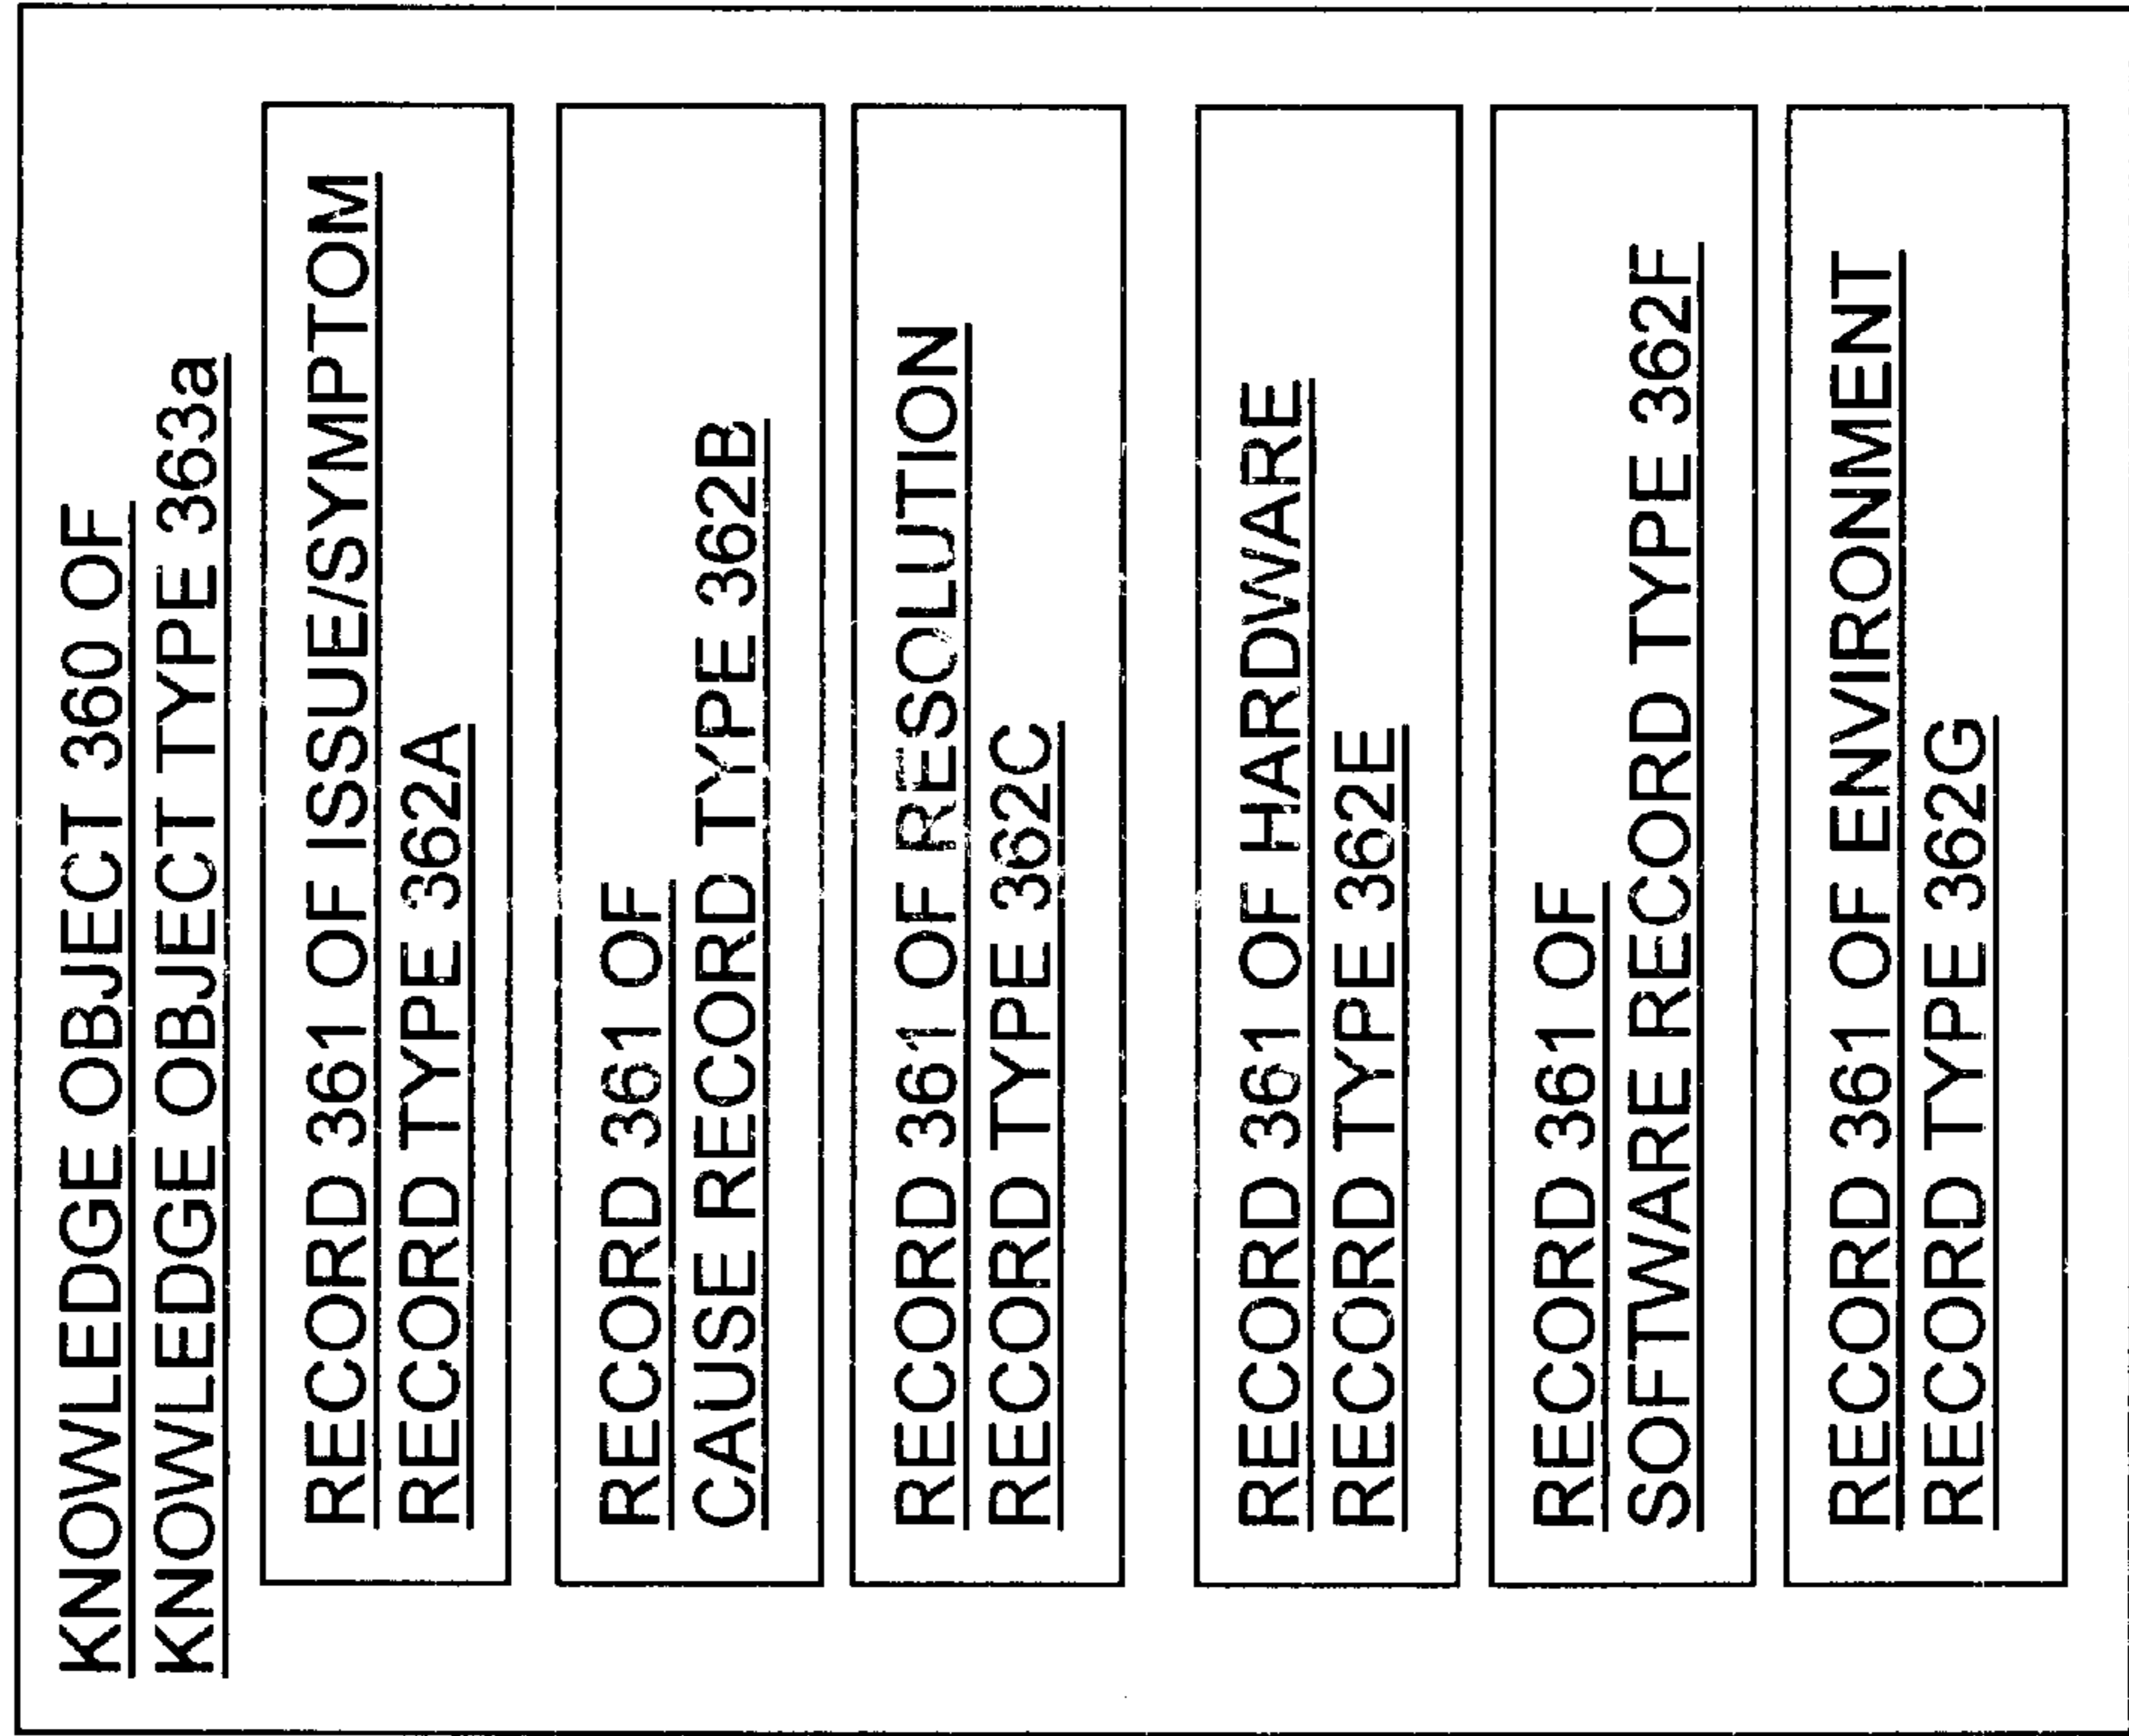 KNOWLEDGE OBJECT 360 OF
KNOWLEDGE OBJECT TYPE 363a
RECORD 361 OF ISSUE/SYMPTOM
RECORD TYPE 362A
RECORD 361 OF
CAUSE RECORD TYPE 362B
RECORD 361 OF RESOLUTION
RECORD TYPE 362C
RECORD 361 OF HARDWARE
RECORD TYPE 362E
RECORD 361 OF
SOFTWARE RECORD TYPE 362F
RECORD 361 OF ENVIRONMENT
RECORD TYPE 362G